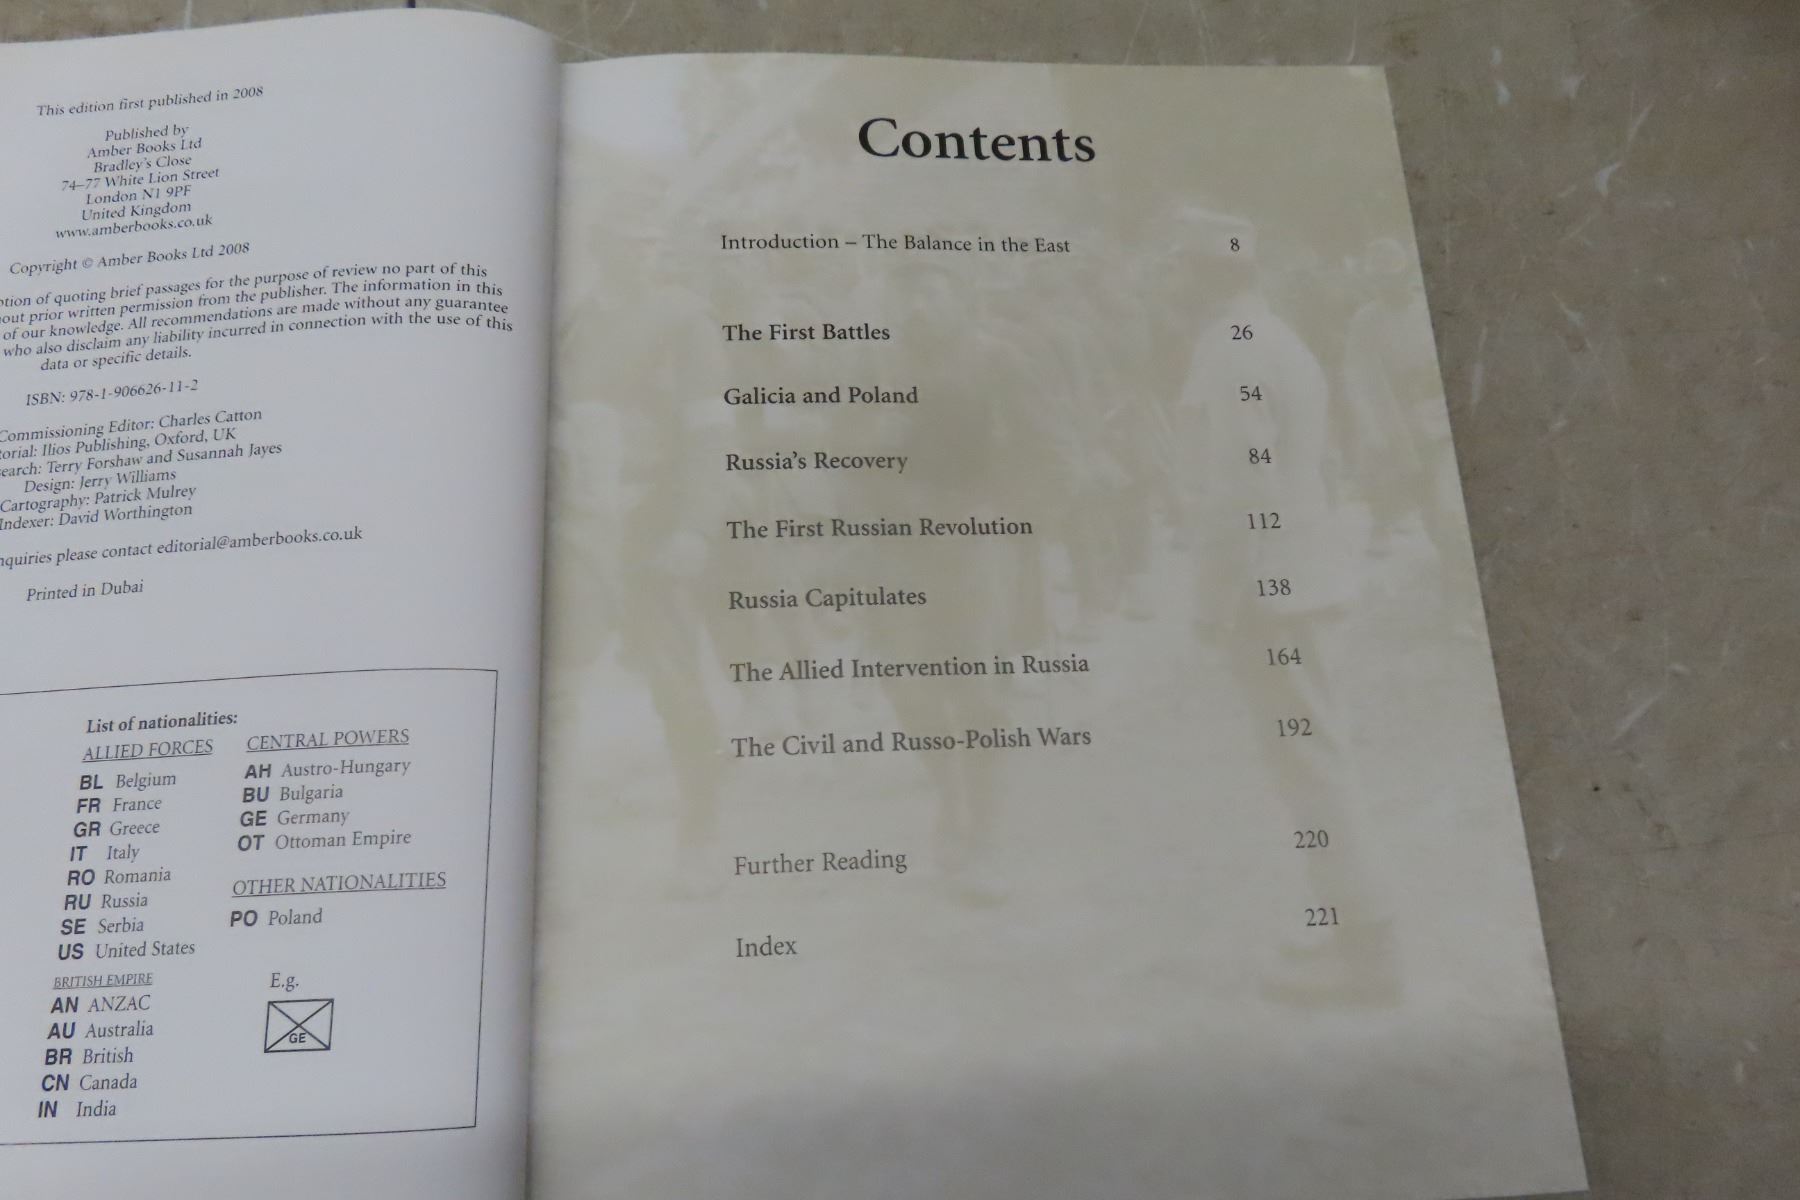 This edition first published in 2008
Published by
Amber Books Ltd
Bradley's Close
74–77 White Lion Street
London N1 9PF
United Kingdom
www.amberbooks.co.uk
Copyright © Amber Books Ltd 2008
of quoting brief passages for the purpose of review no part of this
prior written permission from the publisher. The information in this
of our knowledge. All recommendations are made without any guarantee
who also disclaim any liability incurred in connection with the use of this
data or specific details.
ISBN: 978-1-906626-11-2
Commissioning Editor: Charles Catton
Ilios Publishing, Oxford, UK
Terry Forshaw and Susannah Jayes
Design: Jerry Williams
Cartography: Patrick Mulrey
Indexer: David Worthington
please contact editorial@amberbooks.co.uk
Printed in Dubai
List of nationalities:
ALLIED FORCES
BL Belgium
FR France
GR Greece
IT Italy
RO Romania
RU Russia
SE Serbia
US United States
BRITISH EMPIRE
AN ANZAC
AU Australia
BR British
CN Canada
IN India
CENTRAL POWERS
AH Austro-Hungary
BU Bulgaria
GE Germany
OT Ottoman Empire
OTHER NATIONALITIES
PO Poland
E.g.
GE
Contents
Introduction – The Balance in the East 8
The First Battles 26
Galicia and Poland 54
Russia's Recovery 84
The First Russian Revolution 112
Russia Capitulates 138
The Allied Intervention in Russia 164
The Civil and Russo-Polish Wars 192
Further Reading 220
Index 221